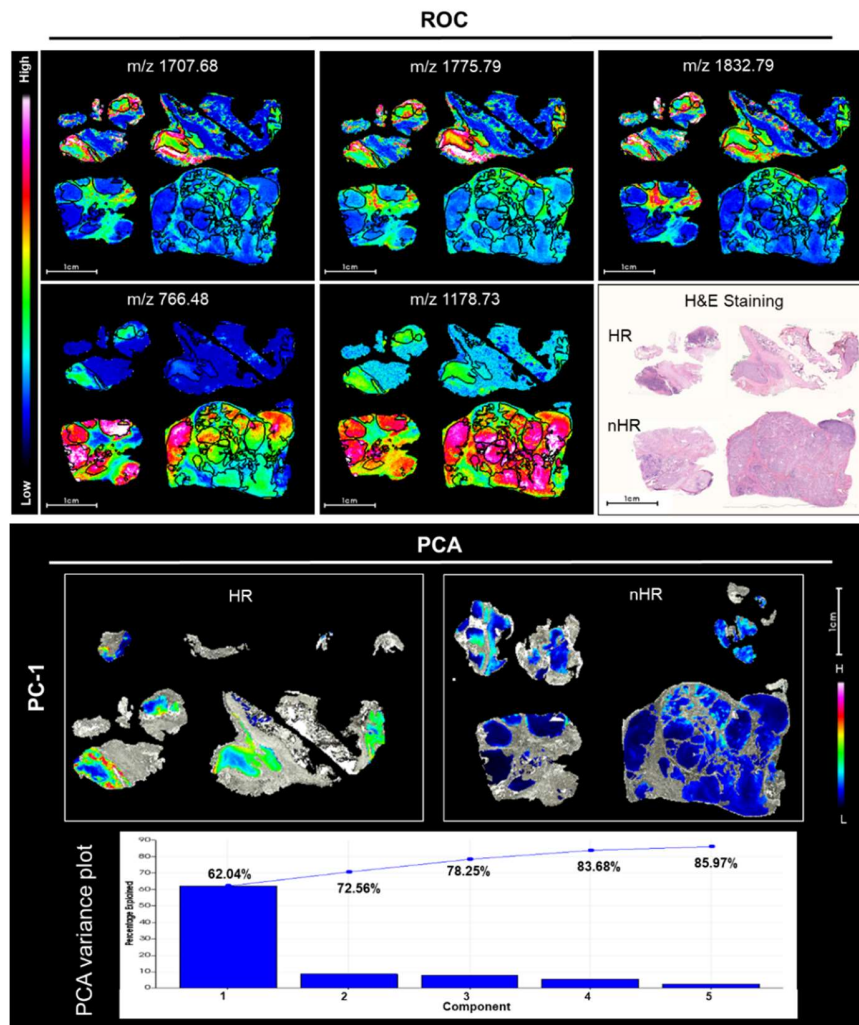 ROC
High
Low
m/z 1707.68
1cm
m/z 1775.79
1cm
m/z 1832.79
1cm
m/z 766.48
1cm
m/z 1178.73
1cm
H&E Staining
HR
nHR
1cm
PCA
PC-1
HR
nHR
1cm
H
L
PCA variance plot
Percentage Explained
90
80
70
60
50
40
30
20
10
0
62.04%
72.56%
78.25%
83.68%
85.97%
1
2
3
4
5
Component